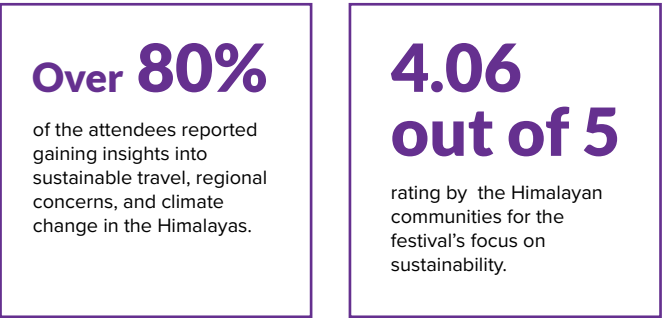 Over 80%
of the attendees reported
gaining insights into
sustainable travel, regional
concerns, and climate
change in the Himalayas.
4.06
out of 5
rating by  the Himalayan
communities for the
festival’s focus on
sustainability.